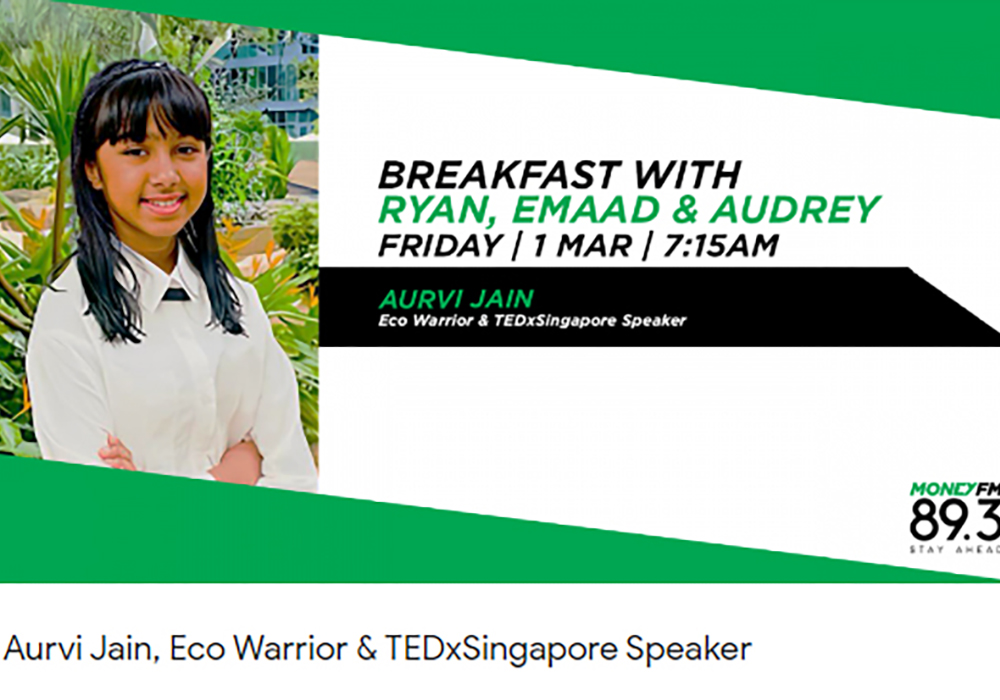 BREAKFAST WITH
RYAN, EMAAD & AUDREY
FRIDAY | 1 MAR | 7:15AM
AURVI JAIN
Eco Warrior & TEDxSingapore Speaker
MONEY FM
89.3
STAY AHEAD
Aurvi Jain, Eco Warrior & TEDxSingapore Speaker